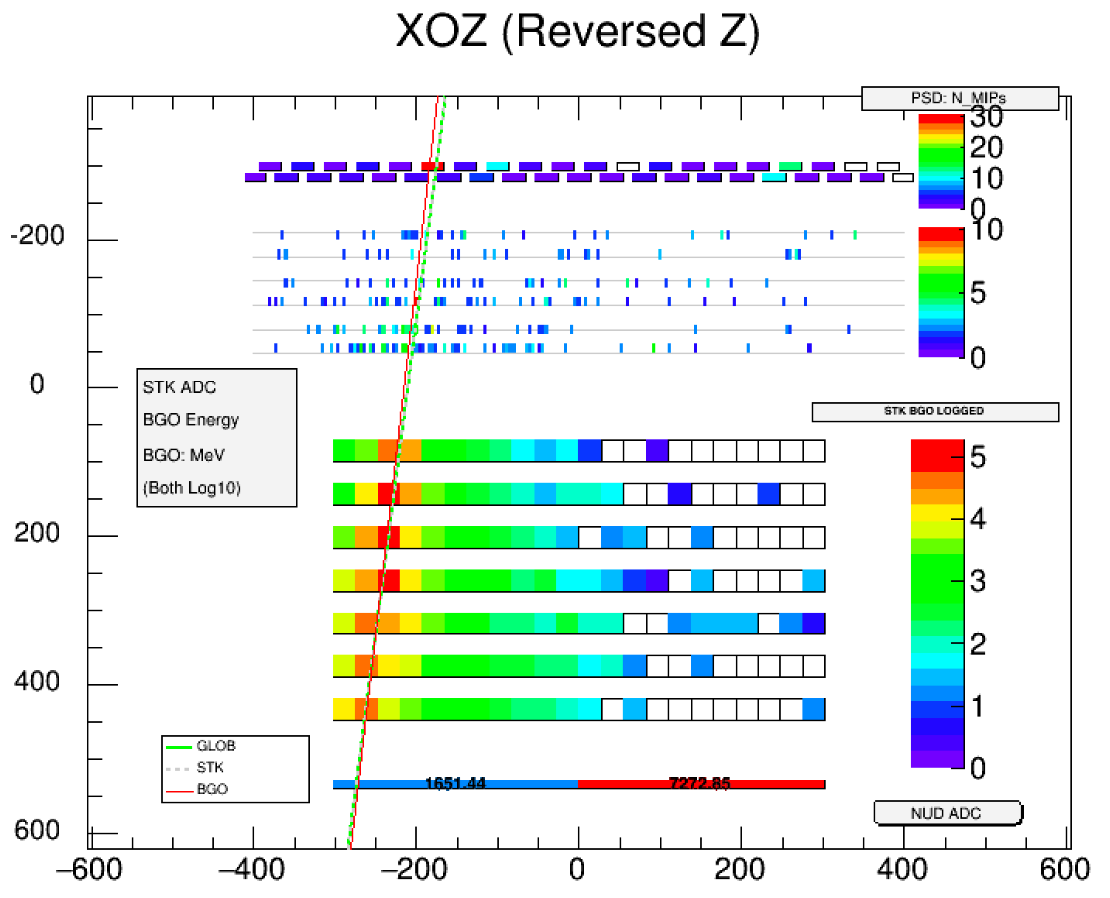 XOZ (Reversed Z)
PSD: N_MIPs
30
20
10
0
10
5
0
-200
0
200
400
600
STK ADC
BGO Energy
BGO: MeV
(Both Log10)
STK BGO LOGGED
5
4
3
2
1
0
GLOB
STK
BGO
1651.44
7272.85
NUD ADC
−600
−400
−200
0
200
400
600